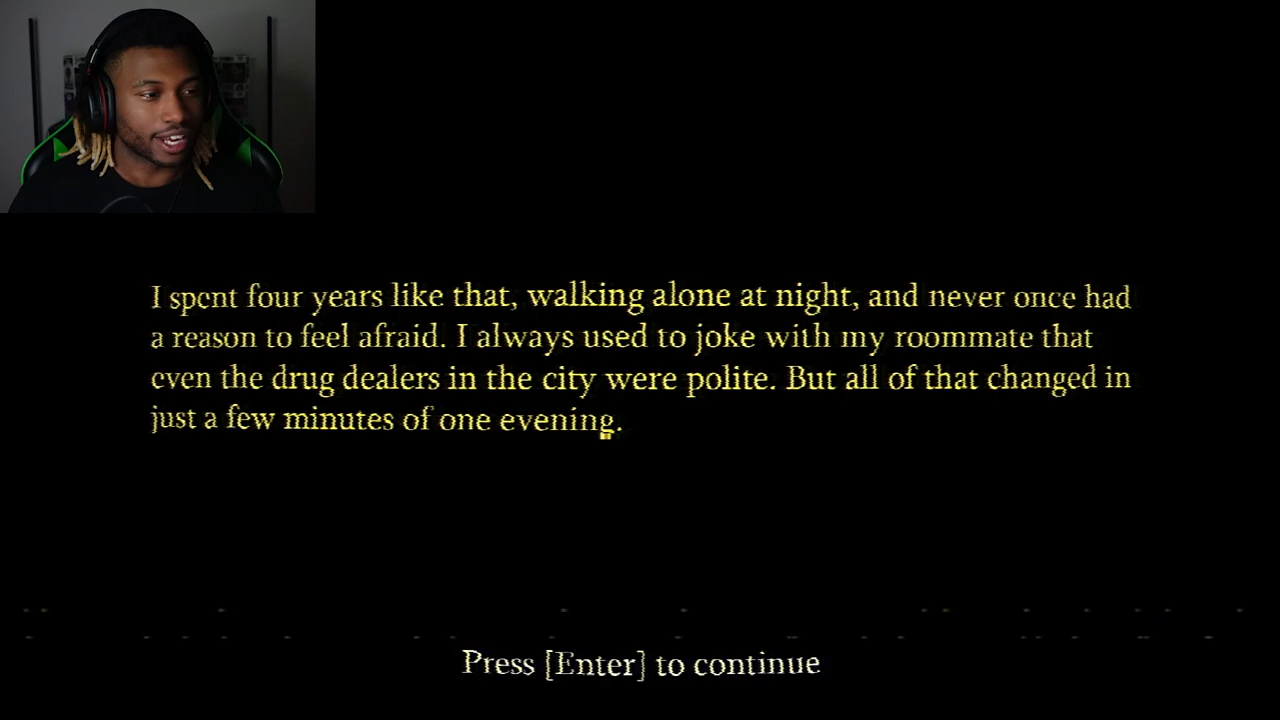 I spent four years like that, walking alone at night, and never once had
a reason to feel afraid. I always used to joke with my roommate that
even the drug dealers in the city were polite. But all of that changed in
just a few minutes of one evening.
Press [Enter] to continue